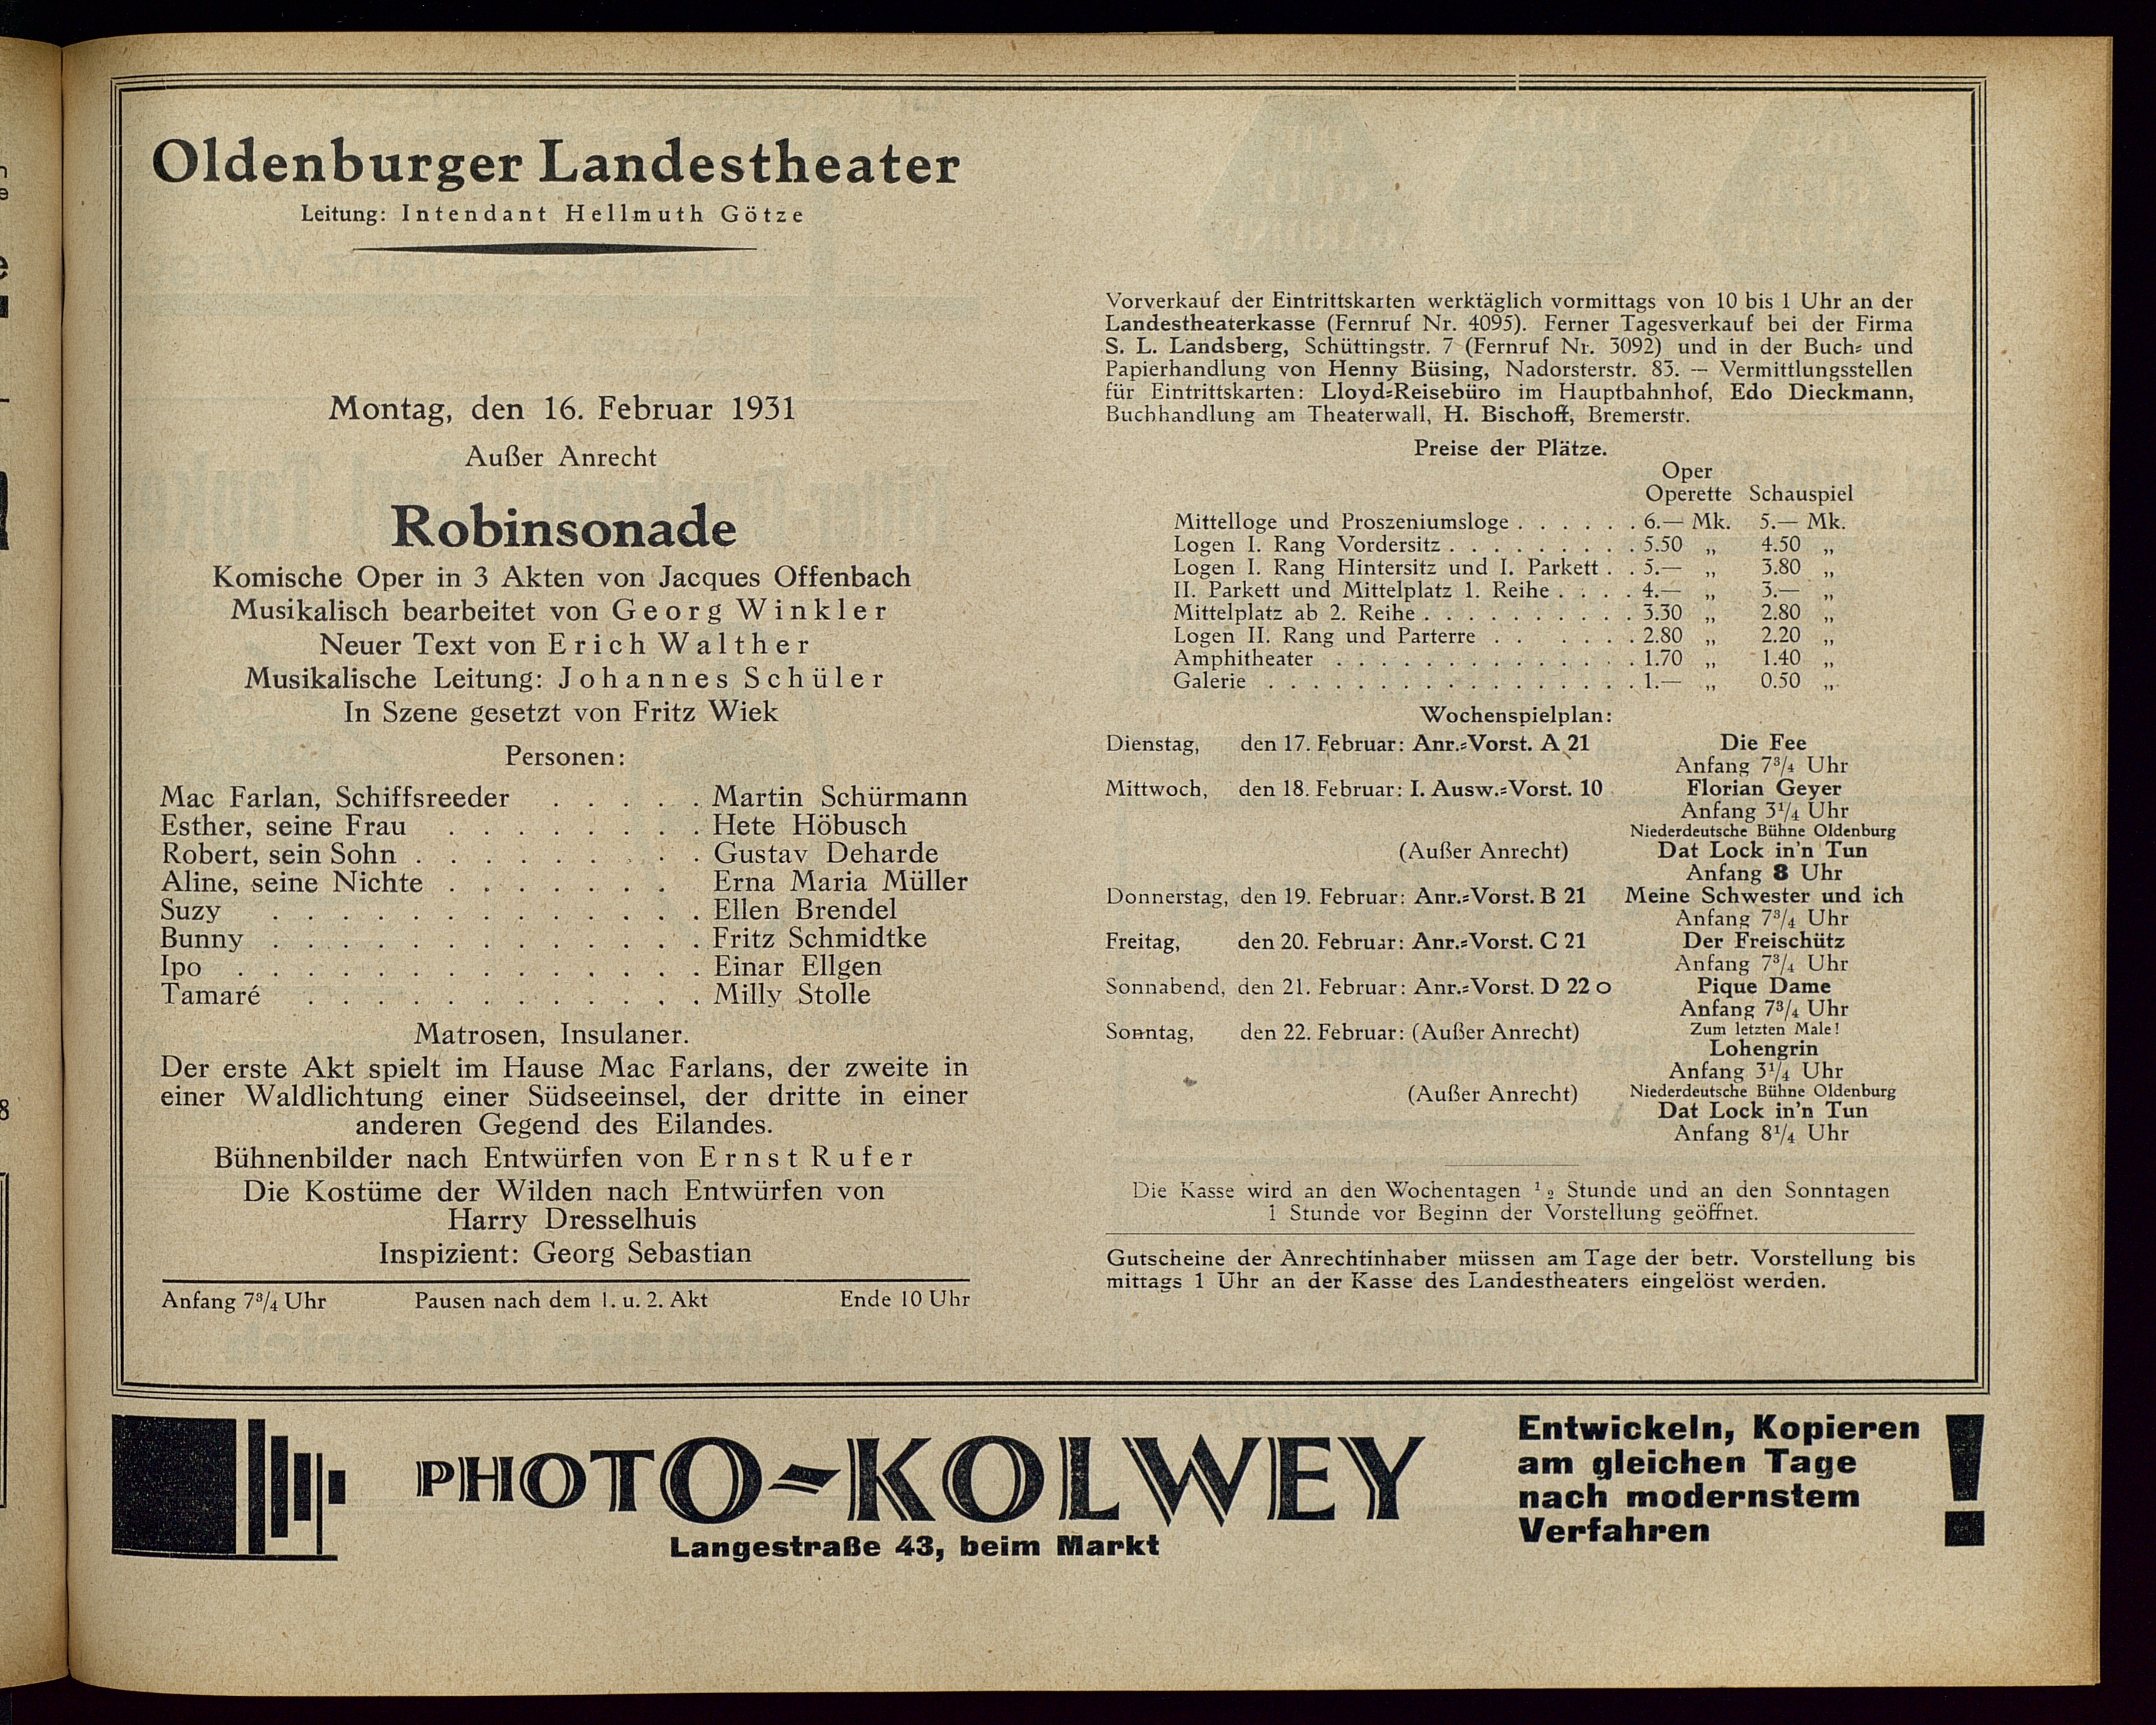 Oldenburger Landestheater
Leitung: Intendant Hellmuth Götze
Montag, den 16. Februar 1931
Außer Anrecht
Robinsonade
Komische Oper in 3 Akten von Jacques Offenbach
Musikalisch bearbeitet von Georg Winkler
Neuer Text von Erich Walther
Musikalische Leitung: Johannes Schüler
In Szene gesetzt von Fritz Wiek
Personen:
Mac Farlan, Schiffsreeder . . . . . Martin Schürmann
Esther, seine Frau . . . . . . . . Hete Höbusch
Robert, sein Sohn . . . . . . . . . Gustav Deharde
Aline, seine Nichte . . . . . . . Erna Maria Müller
Suzy . . . . . . . . . . . . . Ellen Brendel
Bunny . . . . . . . . . . . . . Fritz Schmidtke
Ipo . . . . . . . . . . . . . . Einar Ellgen
Tamaré . . . . . . . . . . . . Milly Stolle
Matrosen, Insulaner.
Der erste Akt spielt im Hause Mac Farlans, der zweite in
einer Waldlichtung einer Südseeinsel, der dritte in einer
anderen Gegend des Eilandes.
Bühnenbilder nach Entwürfen von Ernst Rufer
Die Kostüme der Wilden nach Entwürfen von
Harry Dresselhuis
Inspizient: Georg Sebastian
Anfang 7¾ Uhr Pausen nach dem 1. u. 2. Akt Ende 10 Uhr
Vorverkauf der Eintrittskarten werktäglich vormittags von 10 bis 1 Uhr an der
Landestheaterkasse (Fernruf Nr. 4095). Ferner Tagesverkauf bei der Firma
S. L. Landsberg, Schüttingstr. 7 (Fernruf Nr. 3092) und in der Buch- und
Papierhandlung von Henny Büsing, Nadorsterstr. 83. — Vermittlungsstellen
für Eintrittskarten: Lloyd-Reisebüro im Hauptbahnhof, Edo Dieckmann,
Buchhandlung am Theaterwall, H. Bischoff, Bremerstr.
Preise der Plätze.
Oper
Operette Schauspiel
Mittelloge und Proszeniumsloge . . . . . . 6.— Mk. 5.— Mk.
Logen I. Rang Vordersitz . . . . . . . . . 5.50 „ 4.50 „
Logen I. Rang Hintersitz und I. Parkett . . 5.— „ 3.80 „
II. Parkett und Mittelplatz 1. Reihe . . . . 4.— „ 3.— „
Mittelplatz ab 2. Reihe . . . . . . . . . . 3.30 „ 2.80 „
Logen II. Rang und Parterre . . . . . . 2.80 „ 2.20 „
Amphitheater . . . . . . . . . . . . . 1.70 „ 1.40 „
Galerie . . . . . . . . . . . . . . . . 1.— „ 0.50 „
Wochenspielplan:
Dienstag, den 17. Februar: Anr.-Vorst. A 21 Die Fee
Anfang 7¾ Uhr
Mittwoch, den 18. Februar: I. Ausw.-Vorst. 10 Florian Geyer
Anfang 3¼ Uhr
Niederdeutsche Bühne Oldenburg
(Außer Anrecht) Dat Lock in'n Tun
Anfang 8 Uhr
Donnerstag, den 19. Februar: Anr.-Vorst. B 21 Meine Schwester und ich
Anfang 7¾ Uhr
Freitag, den 20. Februar: Anr.-Vorst. C 21 Der Freischütz
Anfang 7¾ Uhr
Sonnabend, den 21. Februar: Anr.-Vorst. D 22 o Pique Dame
Anfang 7¾ Uhr
Zum letzten Male!
Sonntag, den 22. Februar: (Außer Anrecht) Lohengrin
Anfang 3¼ Uhr
Niederdeutsche Bühne Oldenburg
(Außer Anrecht) Dat Lock in'n Tun
Anfang 8¼ Uhr
Die Kasse wird an den Wochentagen ½ Stunde und an den Sonntagen
1 Stunde vor Beginn der Vorstellung geöffnet.
Gutscheine der Anrechtinhaber müssen am Tage der betr. Vorstellung bis
mittags 1 Uhr an der Kasse des Landestheaters eingelöst werden.
PHOTO-KOLWEY
Langestraße 43, beim Markt
Entwickeln, Kopieren
am gleichen Tage
nach modernstem
Verfahren !